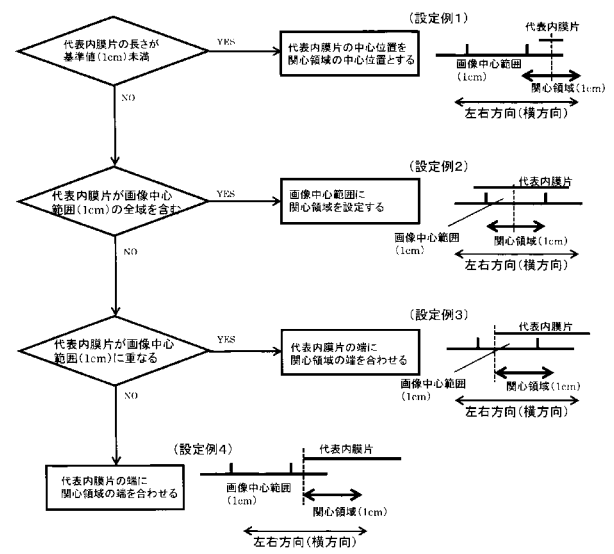 代表内膜片の長さが
基準値(1cm)未満
YES
代表内膜片の中心位置を
関心領域の中心位置とする
NO
(設定例1)
代表内膜片
画像中心範囲
(1cm)
関心領域(1cm)
左右方向(横方向)
代表内膜片が画像中心
範囲(1cm)の全域を含む
YES
画像中心範囲に
関心領域を設定する
NO
(設定例2)
代表内膜片
画像中心範囲
(1cm)
関心領域(1cm)
左右方向(横方向)
代表内膜片が画像中心
範囲(1cm)に重なる
YES
代表内膜片の端に
関心領域の端を合わせる
NO
(設定例3)
代表内膜片
画像中心範囲
(1cm)
関心領域(1cm)
左右方向(横方向)
代表内膜片の端に
関心領域の端を合わせる
(設定例4)
代表内膜片
画像中心範囲
(1cm)
関心領域(1cm)
左右方向(横方向)